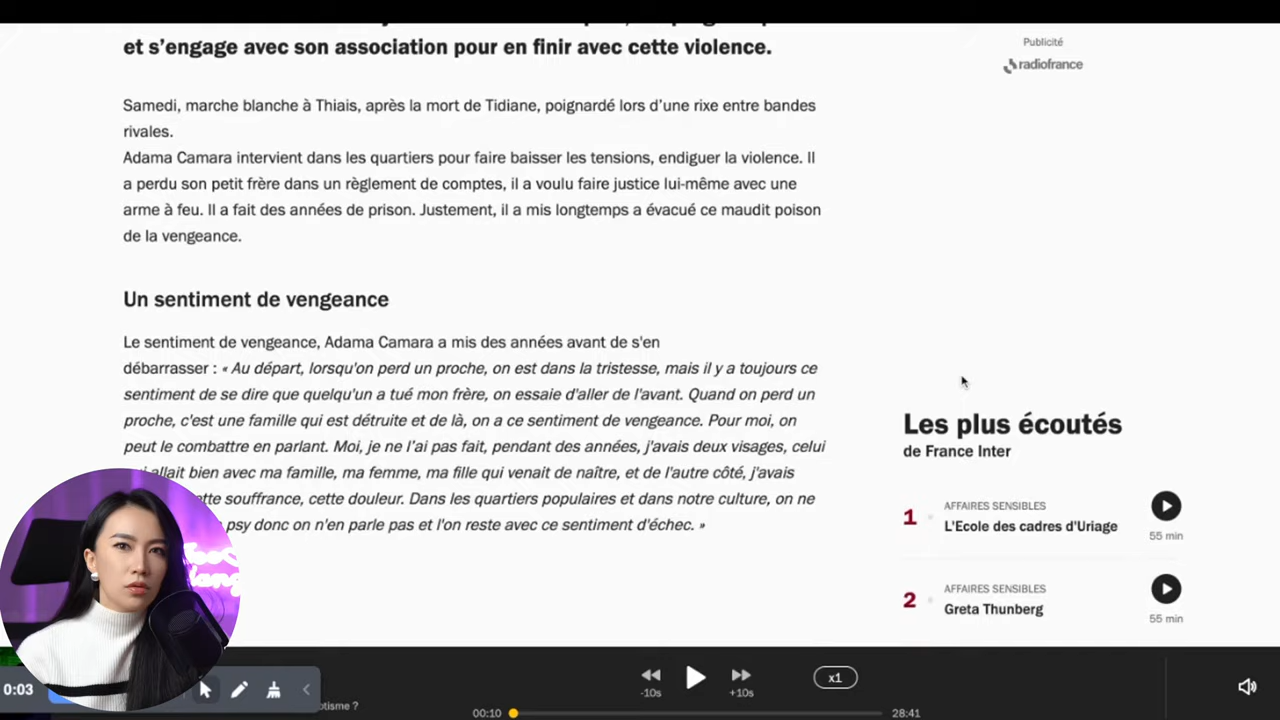 et s'engage avec son association pour en finir avec cette violence.
Publicité
radiofrance
Samedi, marche blanche à Thiais, après la mort de Tidiane, poignardé lors d'une rixe entre bandes
rivales.
Adama Camara intervient dans les quartiers pour faire baisser les tensions, endiguer la violence. Il
a perdu son petit frère dans un règlement de comptes, il a voulu faire justice lui-même avec une
arme à feu. Il a fait des années de prison. Justement, il a mis longtemps a évacué ce maudit poison
de la vengeance.
Un sentiment de vengeance
Le sentiment de vengeance, Adama Camara a mis des années avant de s'en
débarrasser : « Au départ, lorsqu'on perd un proche, on est dans la tristesse, mais il y a toujours ce
sentiment de se dire que quelqu'un a tué mon frère, on essaie d'aller de l'avant. Quand on perd un
proche, c'est une famille qui est détruite et de là, on a ce sentiment de vengeance. Pour moi, on
peut le combattre en parlant. Moi, je ne l'ai pas fait, pendant des années, j'avais deux visages, celui
allait bien avec ma famille, ma femme, ma fille qui venait de naître, et de l'autre côté, j'avais
souffrance, cette douleur. Dans les quartiers populaires et dans notre culture, on ne
psy donc on n'en parle pas et l'on reste avec ce sentiment d'échec. »
Les plus écoutés
de France Inter
1
AFFAIRES SENSIBLES
L'Ecole des cadres d'Uriage
55 min
2
AFFAIRES SENSIBLES
Greta Thunberg
55 min
0:03
-10s
+10s
x1
00:10
28:41